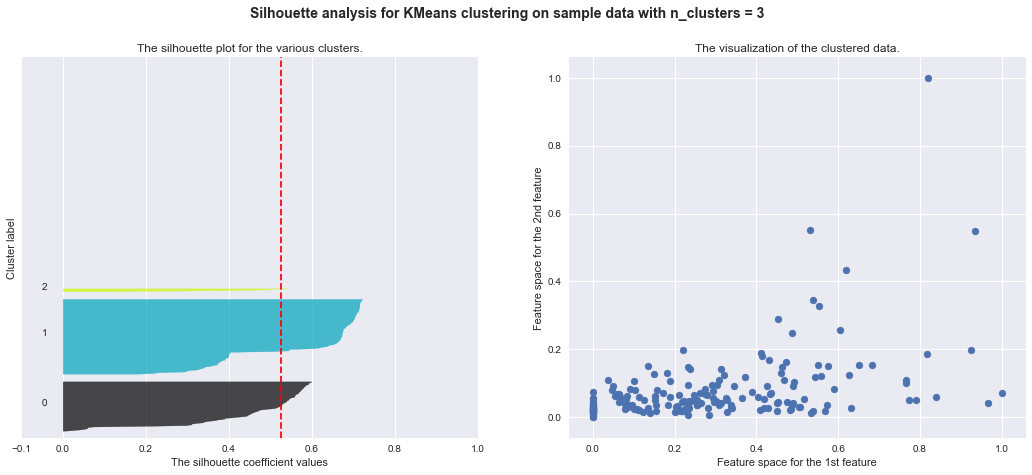 Silhouette analysis for KMeans clustering on sample data with n_clusters = 3
The silhouette plot for the various clusters.
Cluster label
2
1
0
−0.1 0.0 0.2 0.4 0.6 0.8 1.0
The silhouette coefficient values
The visualization of the clustered data.
Feature space for the 2nd feature
1.0
0.8
0.6
0.4
0.2
0.0
0.0 0.2 0.4 0.6 0.8 1.0
Feature space for the 1st feature